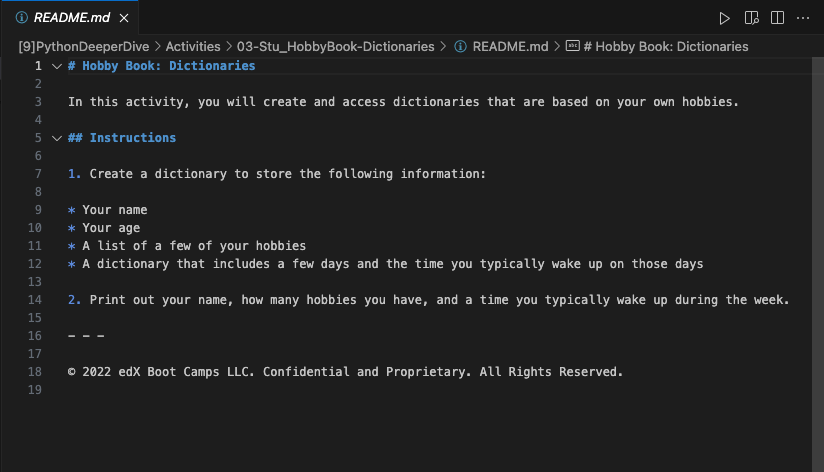 README.md
[9]PythonDeeperDive > Activities > 03-Stu_HobbyBook-Dictionaries > README.md > # Hobby Book: Dictionaries
1 # Hobby Book: Dictionaries
2
3 In this activity, you will create and access dictionaries that are based on your own hobbies.
4
5 ## Instructions
6
7 1. Create a dictionary to store the following information:
8
9 * Your name
10 * Your age
11 * A list of a few of your hobbies
12 * A dictionary that includes a few days and the time you typically wake up on those days
13
14 2. Print out your name, how many hobbies you have, and a time you typically wake up during the week.
15
16 - - -
17
18 © 2022 edX Boot Camps LLC. Confidential and Proprietary. All Rights Reserved.
19